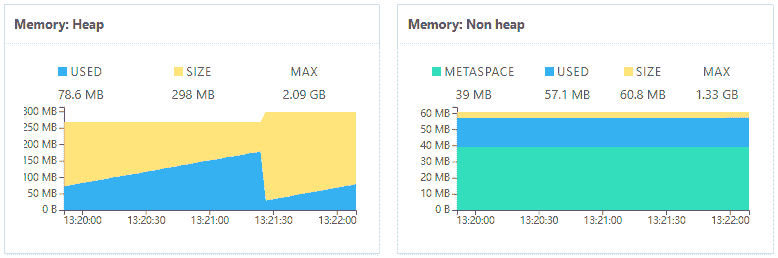 Memory: Heap
USED SIZE MAX
78.6 MB 298 MB 2.09 GB
300 MB
250 MB
200 MB
150 MB
100 MB
50 MB
0 B
13:20:00 13:20:30 13:21:00 13:21:30 13:22:00
Memory: Non heap
METASPACE USED SIZE MAX
39 MB 57.1 MB 60.8 MB 1.33 GB
60 MB
50 MB
40 MB
30 MB
20 MB
10 MB
0 B
13:20:00 13:20:30 13:21:00 13:21:30 13:22:00